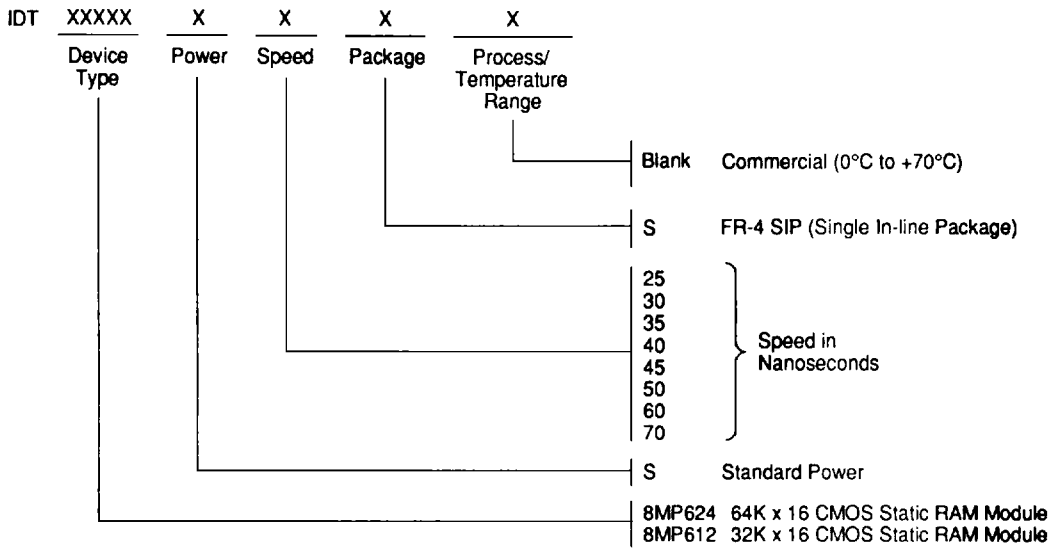 IDT XXXXX X X X X
Device Type Power Speed Package Process/ Temperature Range
Blank Commercial (0°C to +70°C)
S FR-4 SIP (Single In-line Package)
25
30
35
40
45
50
60
70
Speed in
Nanoseconds
S Standard Power
8MP624 64K x 16 CMOS Static RAM Module
8MP612 32K x 16 CMOS Static RAM Module